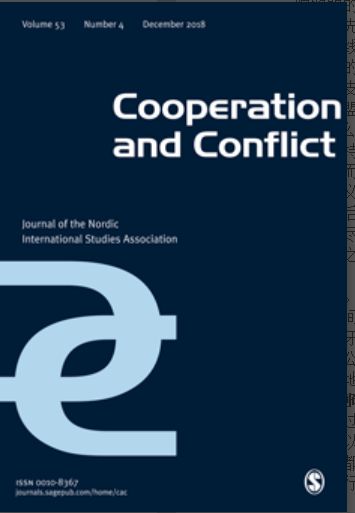 Volume 53 Number 4 December 2018
Cooperation
and Conflict
Journal of the Nordic
International Studies Association
ISSN 0010-8367
journals.sagepub.com/home/cac
S